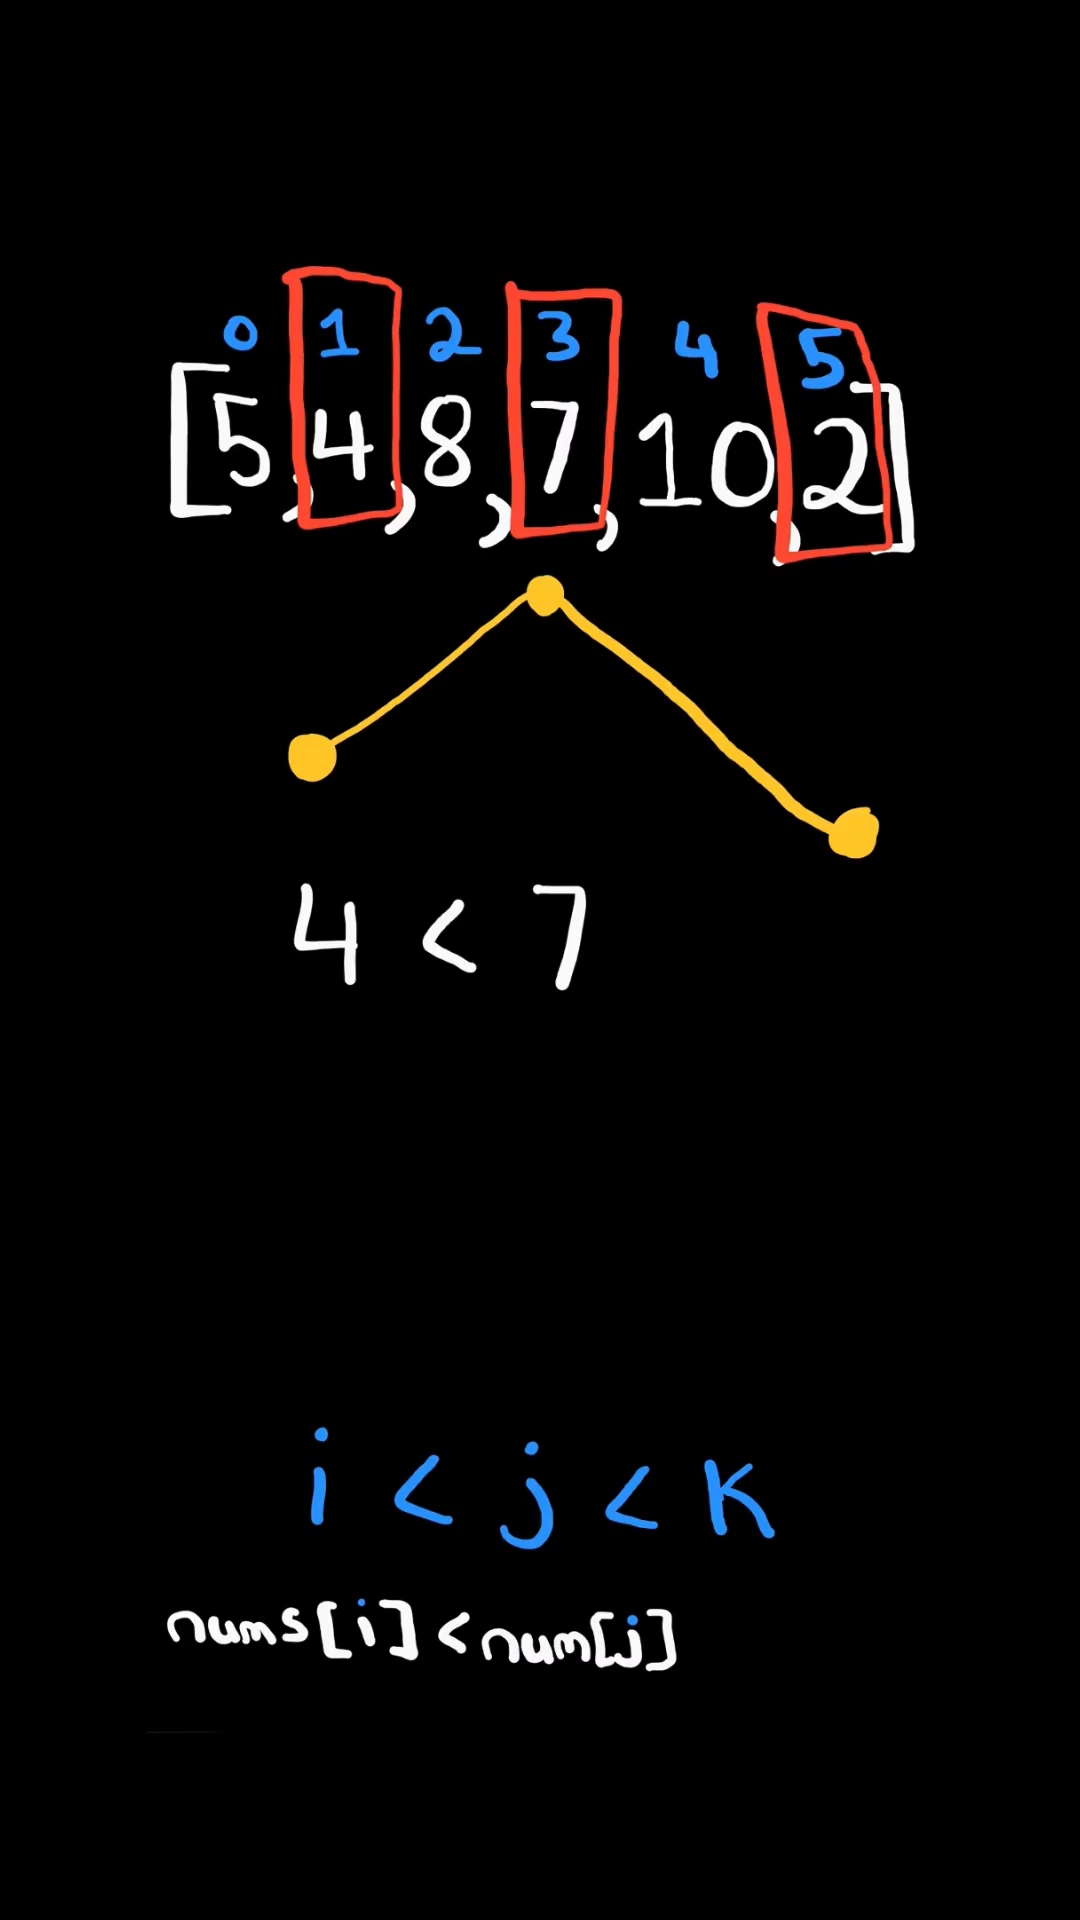 0 1 2 3 4 5
[5,4,8,7,10,2]
4 < 7
i < j < k
nums[i]<num[j]